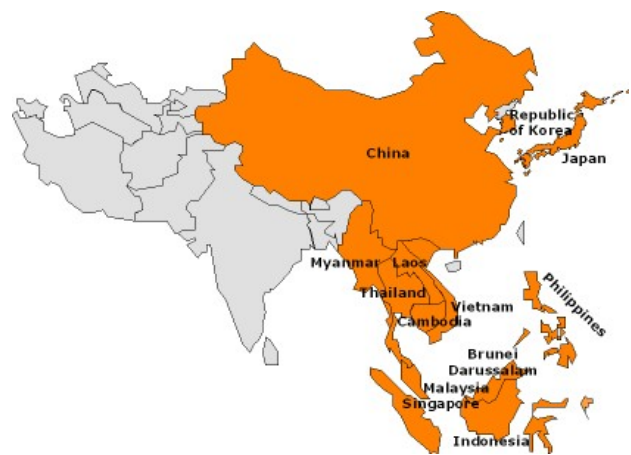 Republic
of Korea
China
Japan
Myanmar
Laos
Thailand
Philippines
Vietnam
Cambodia
Brunei
Darussalam
Malaysia
Singapore
Indonesia